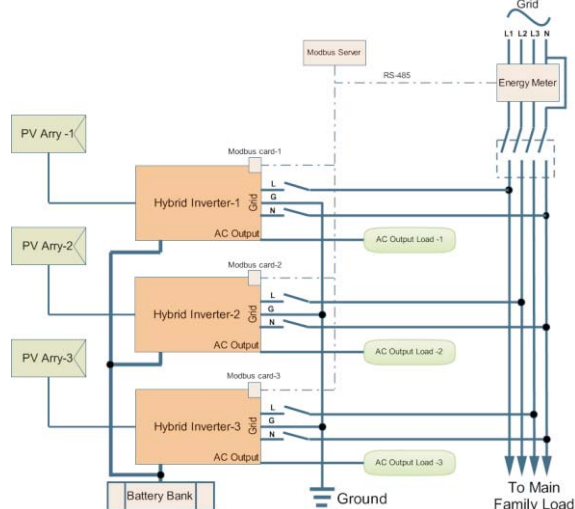 Grid
L1 L2 L3 N
Modbus Server
RS-485
Energy Meter
PV Arry -1
Modbus card-1
Hybrid Inverter-1
L
G
N
Grid
AC Output
AC Output Load -1
PV Arry-2
Modbus card-2
Hybrid Inverter-2
L
G
N
Grid
AC Output
AC Output Load -2
PV Arry-3
Modbus card-3
Hybrid Inverter-3
L
G
N
Grid
AC Output
AC Output Load -3
Battery Bank
Ground
To Main
Family Load